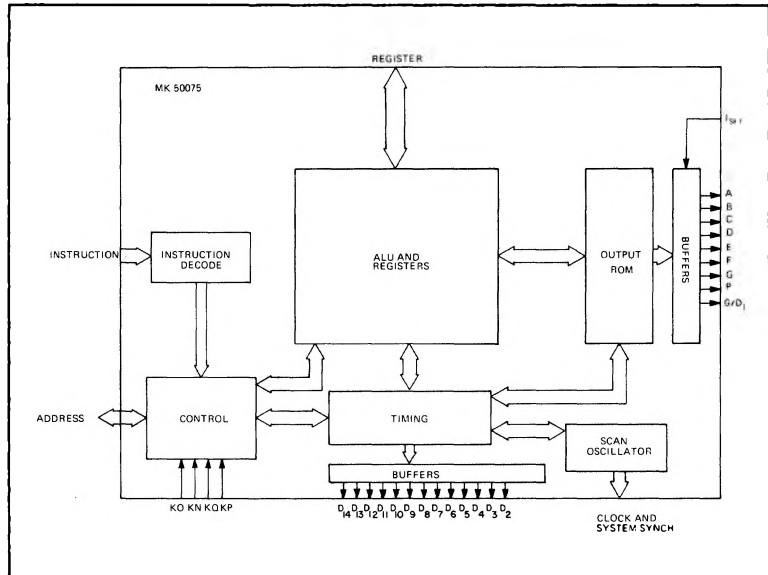 REGISTER
MK 50075
I SET
A
B
C
D
E
F
G
P
G/D1
BUFFERS
OUTPUT ROM
ALU AND REGISTERS
INSTRUCTION
INSTRUCTION DECODE
ADDRESS
CONTROL
TIMING
SCAN OSCILLATOR
BUFFERS
KO KN KQ KP
D14 D13 D12 D11 D10 D9 D8 D7 D6 D5 D4 D3 D2
CLOCK AND SYSTEM SYNCH